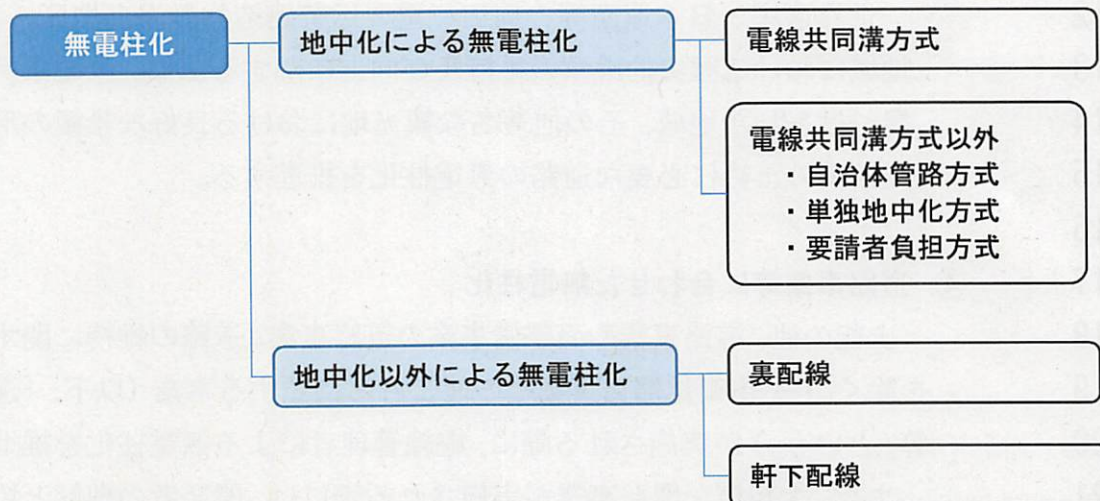 無電柱化
地中化による無電柱化
電線共同溝方式
電線共同溝方式以外
・自治体管路方式
・単独地中化方式
・要請者負担方式
地中化以外による無電柱化
裏配線
軒下配線